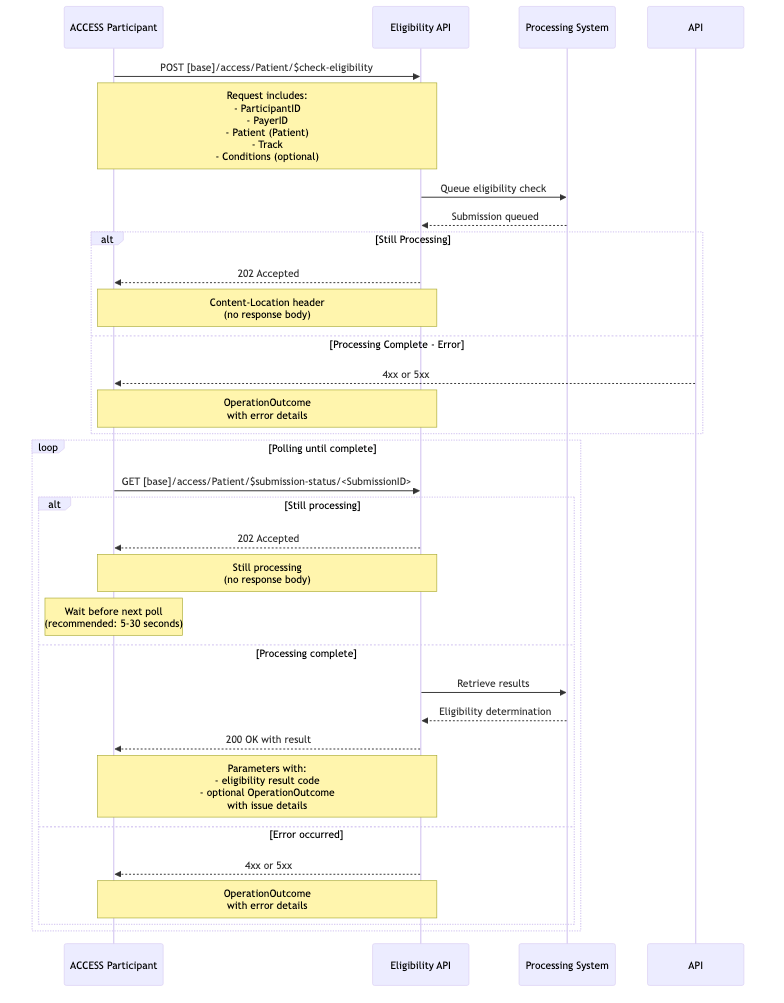 ACCESS Participant
Eligibility API
Processing System
API
POST [base]/access/Patient/$check-eligibility
Request includes:
- ParticipantID
- PayerID
- Patient (Patient)
- Track
- Conditions (optional)
Queue eligibility check
Submission queued
alt
[Still Processing]
202 Accepted
Content-Location header
(no response body)
[Processing Complete - Error]
4xx or 5xx
OperationOutcome
with error details
loop
[Polling until complete]
GET [base]/access/Patient/$submission-status/<SubmissionID>
alt
[Still processing]
202 Accepted
Still processing
(no response body)
Wait before next poll
(recommended: 5-30 seconds)
[Processing complete]
Retrieve results
Eligibility determination
200 OK with result
Parameters with:
- eligibility result code
- optional OperationOutcome
with issue details
[Error occurred]
4xx or 5xx
OperationOutcome
with error details
ACCESS Participant
Eligibility API
Processing System
API